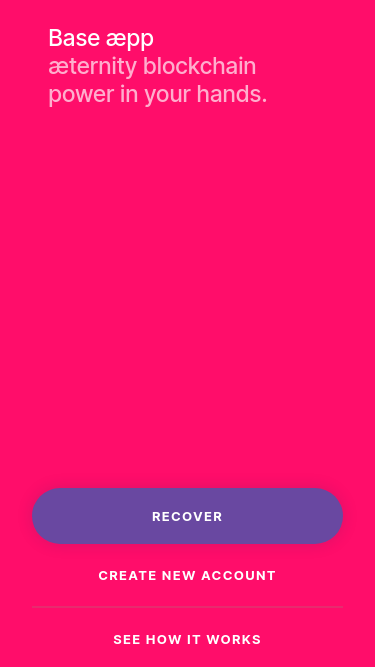 Base æpp
æternity blockchain
power in your hands.
RECOVER
CREATE NEW ACCOUNT
SEE HOW IT WORKS